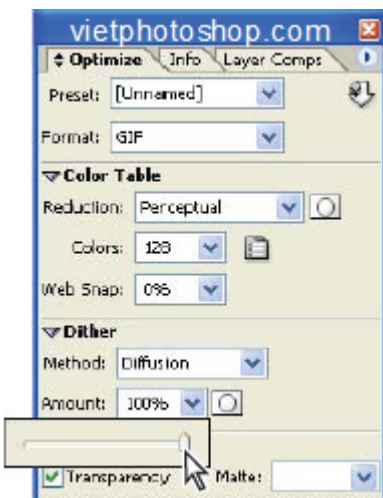 vietphotoshop.com
Optimize Info Layer Comps
Preset: [Unnamed]
Format: GIF
Color Table
Reduction: Perceptual
Colors: 128
Web Snap: 0%
Dither
Method: Diffusion
Amount: 100%
Transparency Matte: